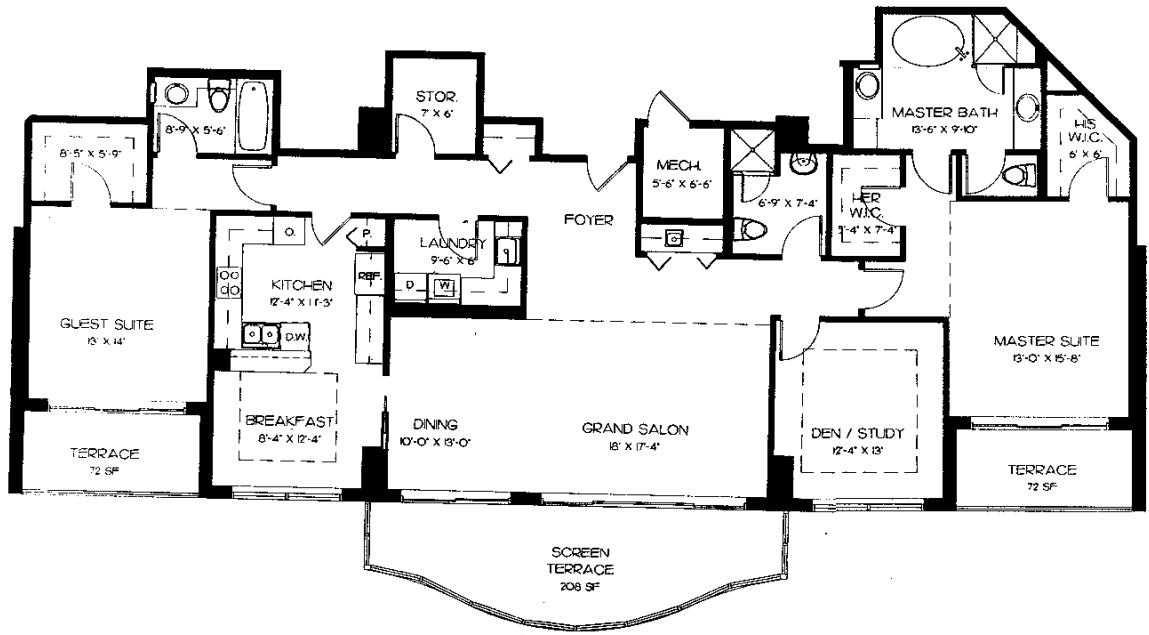 STOR.
7' X 6'
8'-9' X 5'-6'
8'-5' X 5'-9'
MASTER BATH
13'-6' X 9'-10'
HIS
W.I.C.
6' X 6'
MECH.
5'-6' X 6'-6'
6'-9' X 7'-4'
HER
W.I.C.
7'-4'
FOYER
O.
P.
LAUNDRY
9'-6' X 6'
REF.
D
W
KITCHEN
12'-4' X 11'-3'
D.W.
GUEST SUITE
13' X 14'
MASTER SUITE
13'-0' X 15'-8'
BREAKFAST
8'-4' X 12'-4'
DINING
10'-0' X 13'-0'
GRAND SALON
18' X 17'-4'
DEN / STUDY
12'-4' X 13'
TERRACE
72 SF
TERRACE
72 SF
SCREEN
TERRACE
208 SF